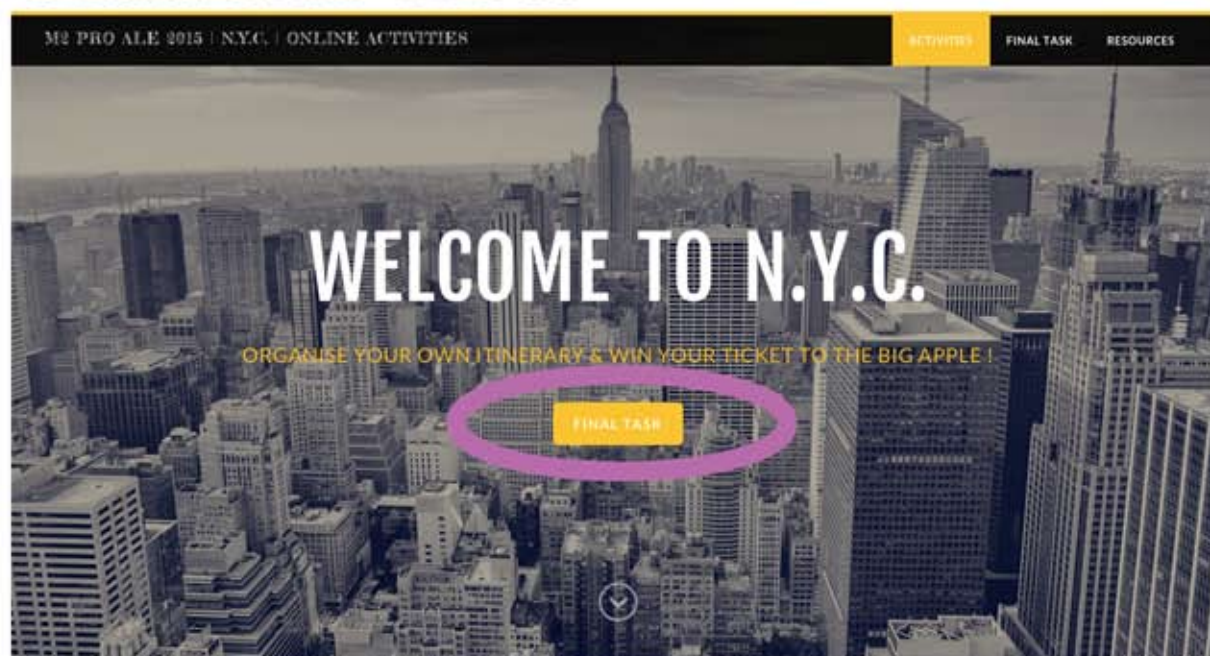 M2 PRO ALE 2015 | N.Y.C. | ONLINE ACTIVITIES
ACTIVITIES FINAL TASK RESOURCES
WELCOME TO N.Y.C.
ORGANISE YOUR OWN ITINERARY & WIN YOUR TICKET TO THE BIG APPLE !
FINAL TASK